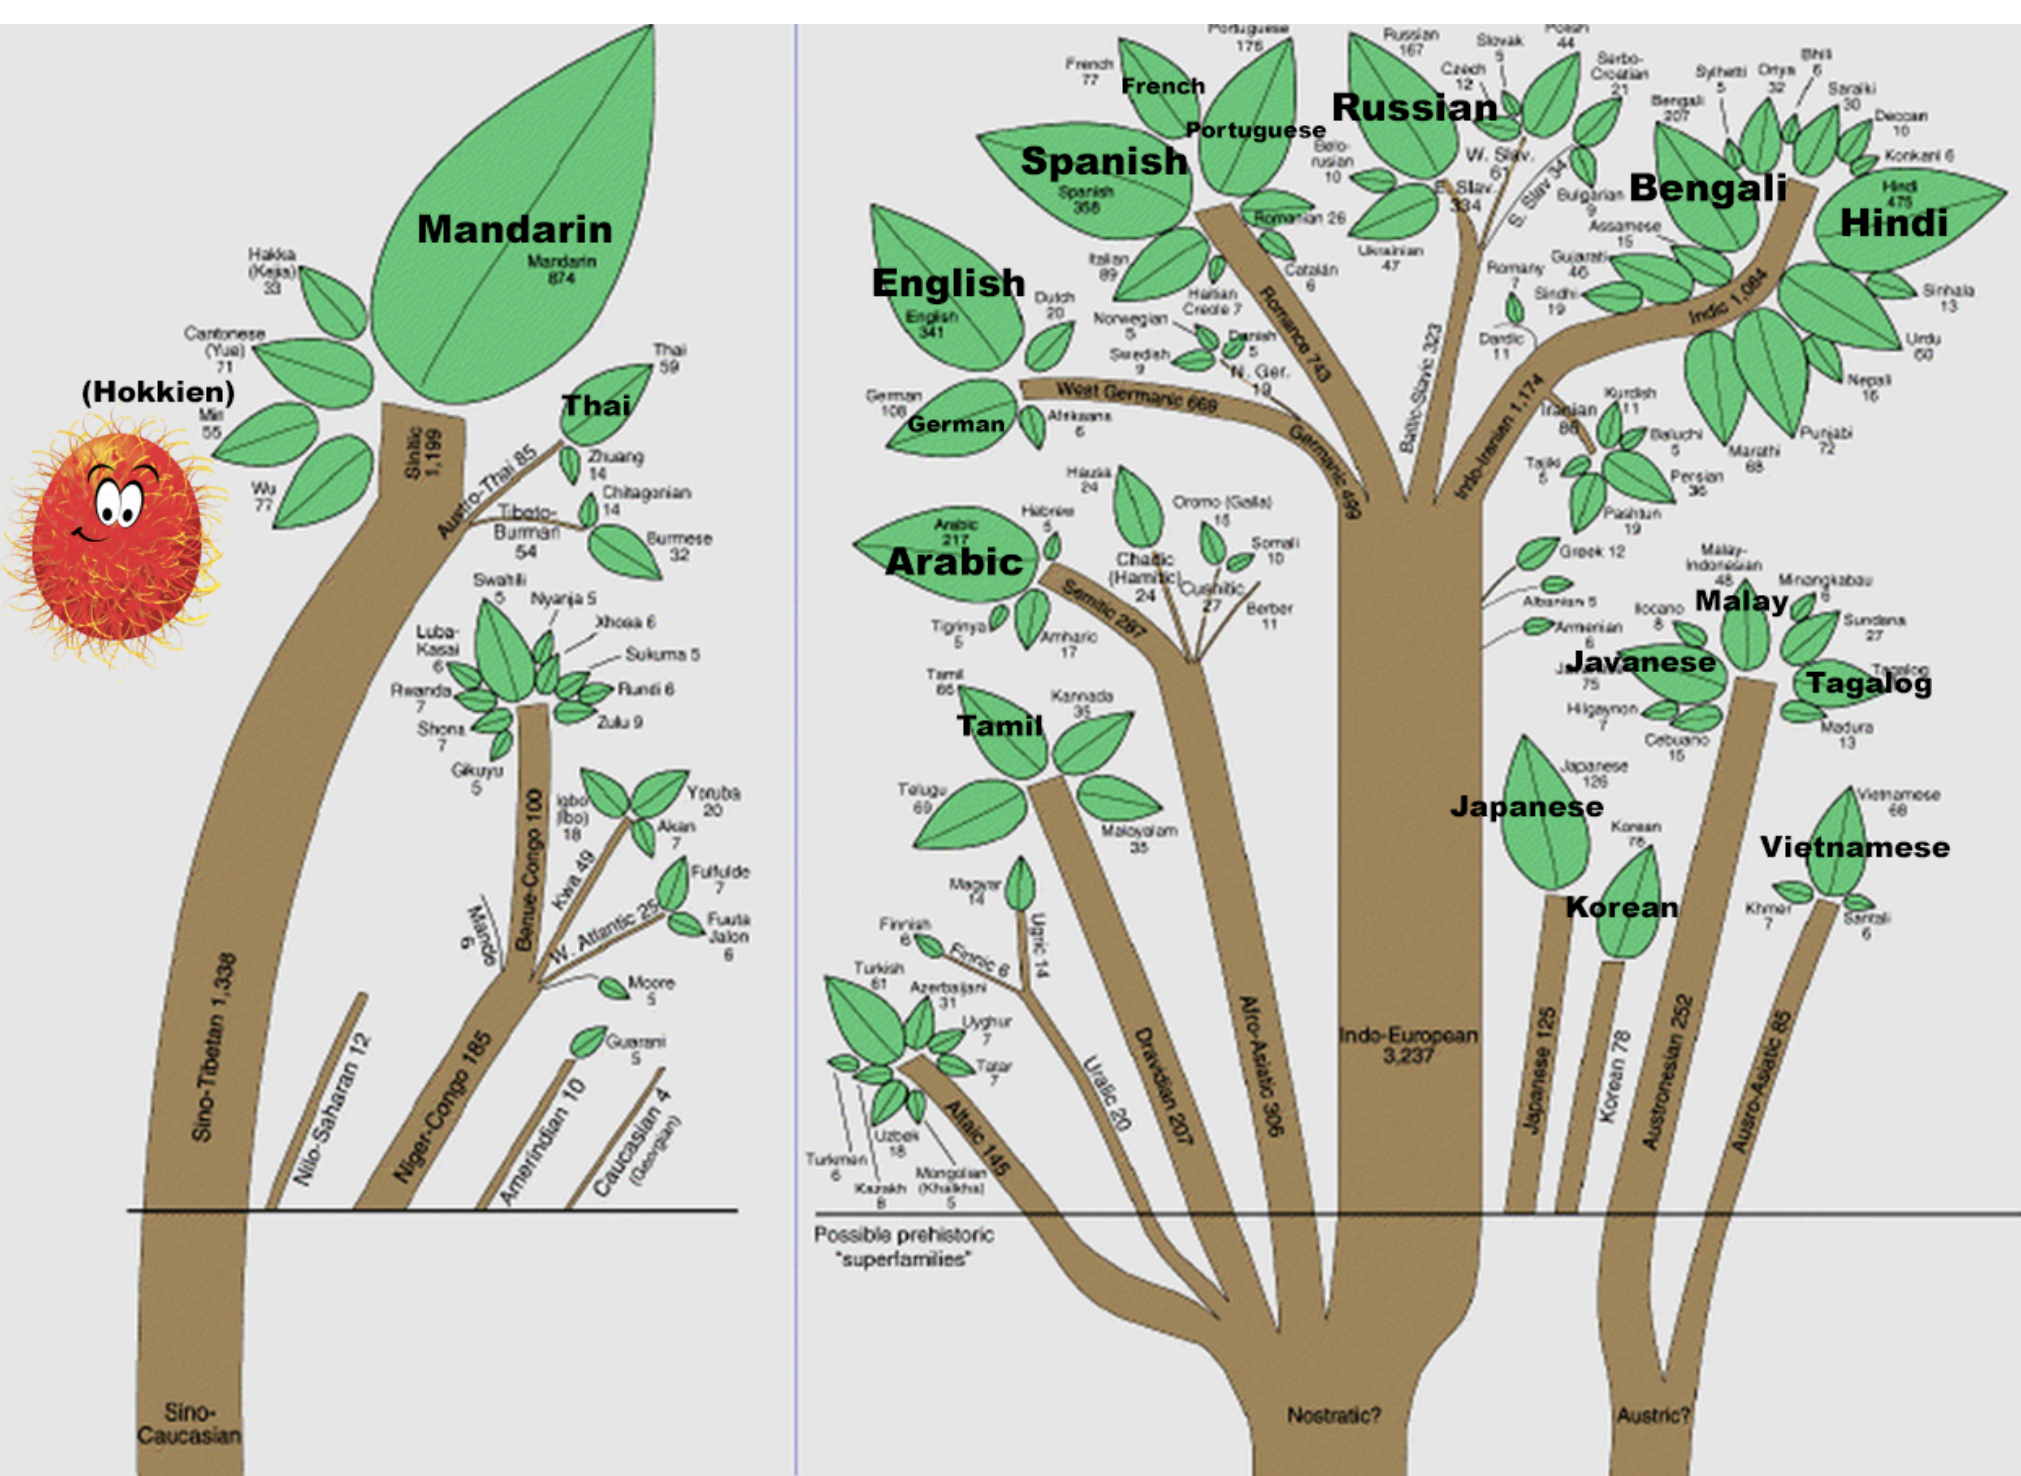 Mandarin
Mandarin
874
Hakka
(Kejia)
33
Cantonese
(Yue)
71
(Hokkien)
Min
55
Wu
77
Sinitic
1,199
Thai
59
Thai
Austro-Thai 85
Zhuang
14
Chitagonian
14
Tibeto-
Burman
54
Burmese
32
Swahili
5
Nyanja 5
Xhosa 6
Luba-
Kasai
6
Sukuma 5
Rwanda
7
Rundi 6
Shona
7
Zulu 9
Gikuyu
5
Igbo
(Ibo)
18
Yoruba
20
Akan
7
Benue-Congo 100
Kwa 49
Fulfulde
7
Mande
6
W. Atlantic 25
Fuuta
Jalon
6
Moore
5
Sino-Tibetan 1,338
Nilo-Saharan 12
Niger-Congo 185
Guarani
5
Amerindian 10
Caucasian 4
(Georgian)
Sino-
Caucasian
French
77
French
Portuguese
176
Portuguese
Spanish
Spanish
358
Romanian 26
Italian
89
Catalán
6
Haitian
Creole 7
Romance 743
English
English
341
Dutch
20
Norwegian
5
Danish
5
Swedish
9
N. Ger.
19
German
108
German
West Germanic 668
Afrikaans
6
Germanic 499
Russian
167
Russian
Czech
12
Slovak
5
Polish
44
Serbo-
Croatian
21
Belo-
rusian
10
W. Slav.
61
E. Slav.
334
S. Slav 34
Bulgarian
9
Ukrainian
47
Baltic-Slavic 323
Bengali
207
Bengali
Sylhetti
5
Oriya
32
Bhili
6
Saraiki
30
Deccan
10
Konkani 6
Hindi
475
Hindi
Assamese
15
Gujarati
46
Sindhi
19
Romany
7
Dardic
11
Indic 1,084
Sinhala
13
Urdu
60
Nepali
16
Punjabi
72
Marathi
68
Indo-Iranian 1,174
Iranian
86
Kurdish
11
Baluchi
5
Tajiki
5
Persian
36
Pashtun
19
Arabic
217
Arabic
Hebrew
5
Hausa
24
Oromo (Galla)
15
Somali
10
Chadic
(Hamitic)
24
Cushitic
27
Berber
11
Tigrinya
5
Amharic
17
Semitic 287
Greek 12
Albanian 5
Armenian
6
Malay-
Indonesian
48
Malay
Minangkabau
6
Ilocano
8
Sundana
27
Javanese
75
Tagalog
Tagalog
Hilgaynon
7
Cebuano
15
Madura
13
Tamil
66
Tamil
Kannada
35
Telugu
69
Malayalam
35
Magyar
14
Finnish
6
Finnic 6
Ugric 14
Japanese
126
Japanese
Korean
78
Korean
Vietnamese
68
Vietnamese
Khmer
7
Santali
6
Turkish
61
Azerbaijani
31
Uyghur
7
Tatar
7
Uzbek
18
Turkman
6
Kazakh
8
Mongolian
(Khalkha)
5
Altaic 145
Uralic 20
Dravidian 207
Afro-Asiatic 306
Indo-European
3,237
Japanese 125
Korean 78
Austronesian 252
Ausro-Asiatic 85
Possible prehistoric
"superfamilies"
Nostratic?
Austric?